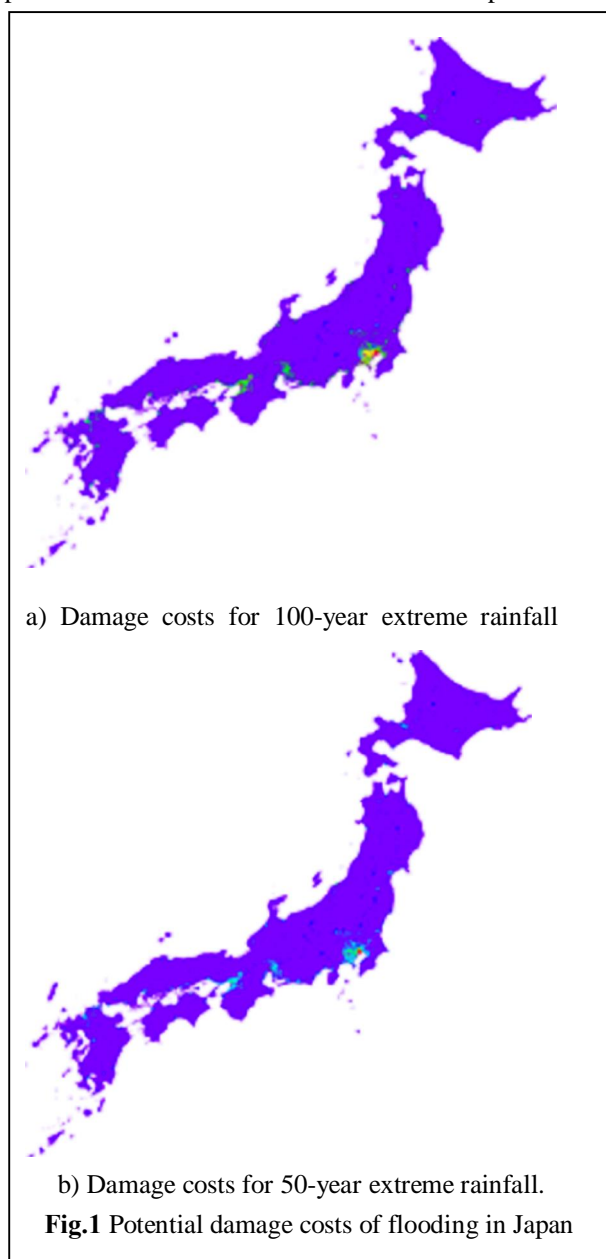 a) Damage costs for 100-year extreme rainfall
b) Damage costs for 50-year extreme rainfall.
Fig.1 Potential damage costs of flooding in Japan